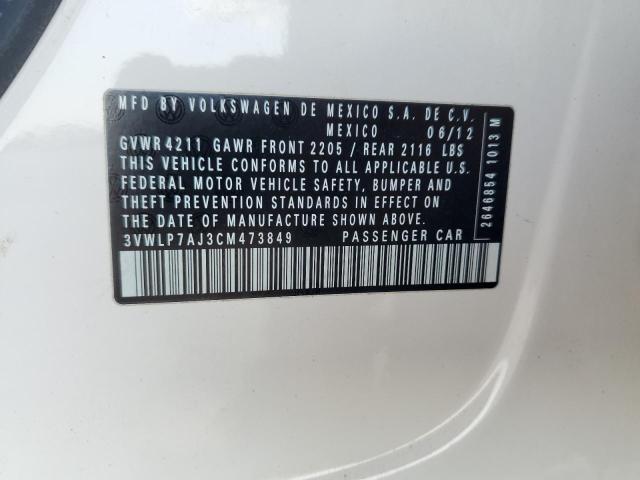 MFD BY VOLKSWAGEN DE MEXICO S.A. DE C.V.
MEXICO 06/12
GVWR 4211 GAWR FRONT 2205 / REAR 2116 LBS
THIS VEHICLE CONFORMS TO ALL APPLICABLE U.S.
FEDERAL MOTOR VEHICLE SAFETY, BUMPER AND
THEFT PREVENTION STANDARDS IN EFFECT ON
THE DATE OF MANUFACTURE SHOWN ABOVE.
3VWLP7AJ3CM473849 PASSENGER CAR
2646854 1013 M